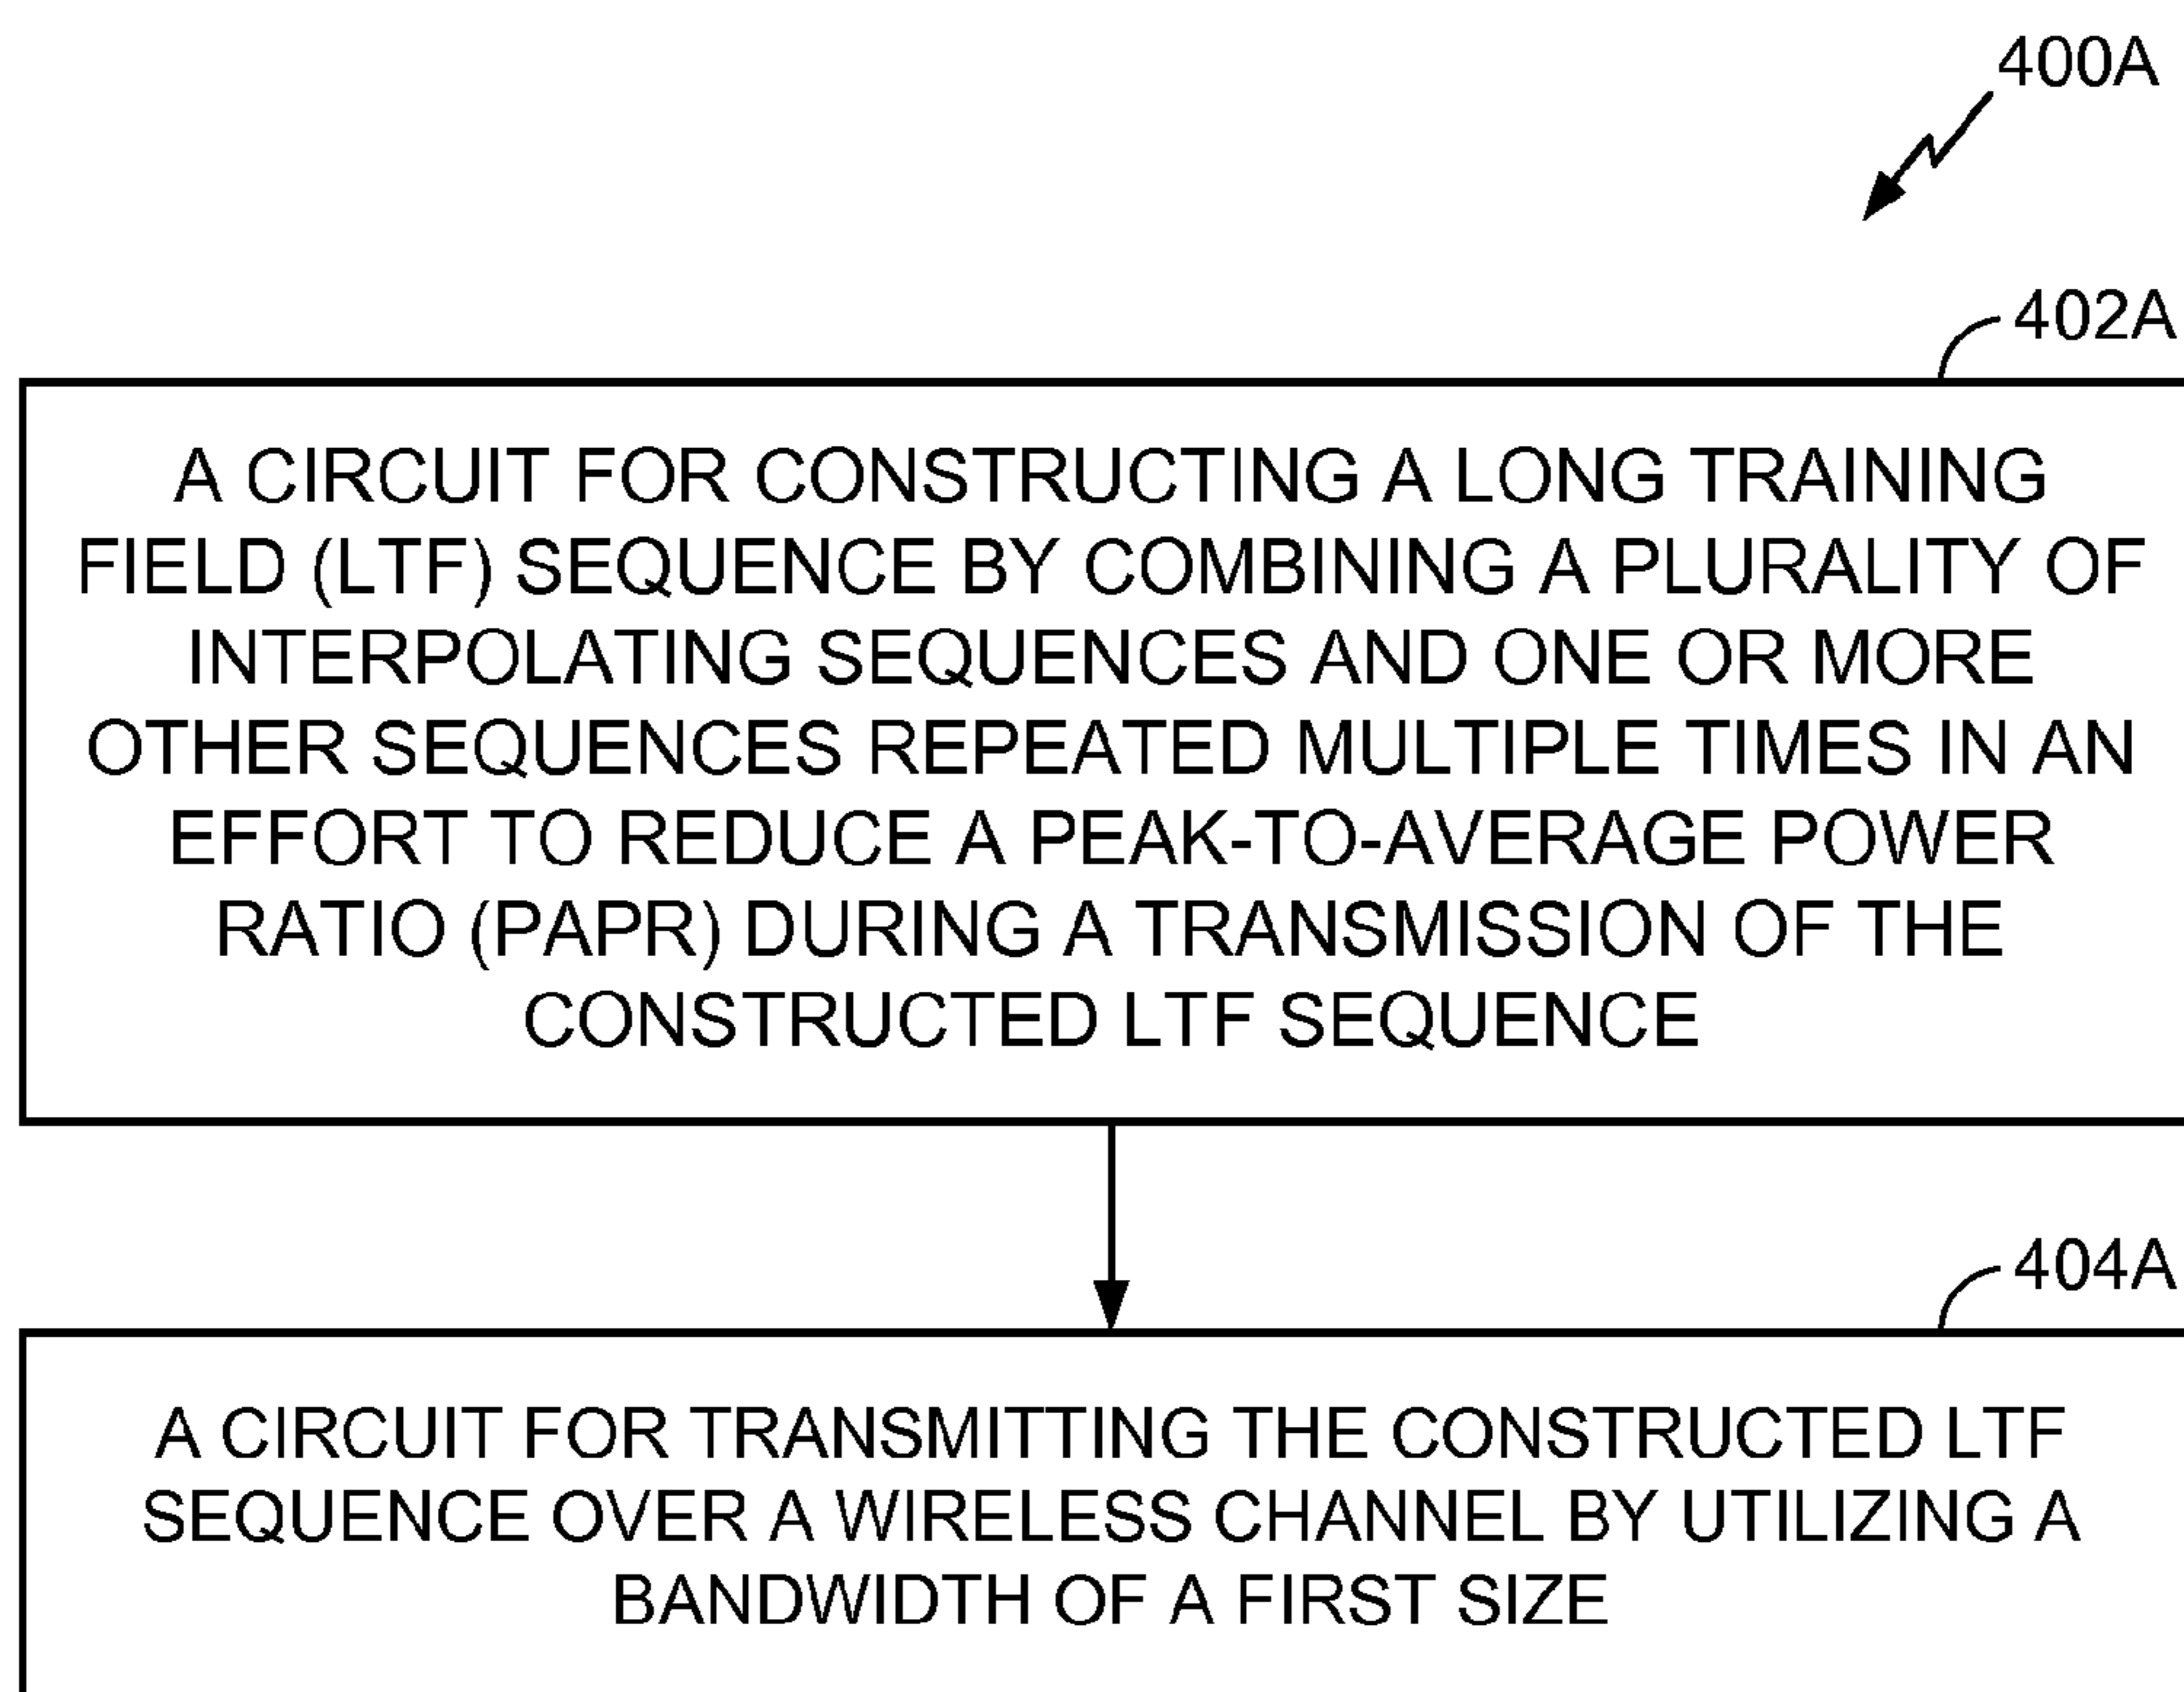 400A
402A
A CIRCUIT FOR CONSTRUCTING A LONG TRAINING
FIELD (LTF) SEQUENCE BY COMBINING A PLURALITY OF
INTERPOLATING SEQUENCES AND ONE OR MORE
OTHER SEQUENCES REPEATED MULTIPLE TIMES IN AN
EFFORT TO REDUCE A PEAK-TO-AVERAGE POWER
RATIO (PAPR) DURING A TRANSMISSION OF THE
CONSTRUCTED LTF SEQUENCE
404A
A CIRCUIT FOR TRANSMITTING THE CONSTRUCTED LTF
SEQUENCE OVER A WIRELESS CHANNEL BY UTILIZING A
BANDWIDTH OF A FIRST SIZE